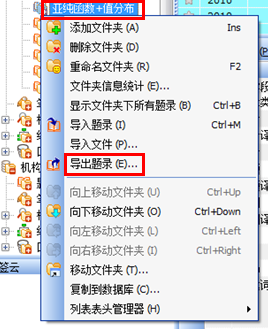 2010
亚纯函数+值分布
添加文件夹 (A) Ins
删除文件夹 (D)
重命名文件夹 (R) F2
文件夹信息统计 (E)...
显示文件夹下所有题录 (B) Ctrl+B
导入题录 (I) Ctrl+M
导入文件 (P)...
导出题录 (E)...
向上移动文件夹 (U) Ctrl+Up
向下移动文件夹 (O) Ctrl+Down
向左移动文件夹 (L) Ctrl+Left
向右移动文件夹 (I) Ctrl+Right
移动文件夹 (T)...
复制到数据库 (C)...
列表表头管理器 (H)
机构
签云